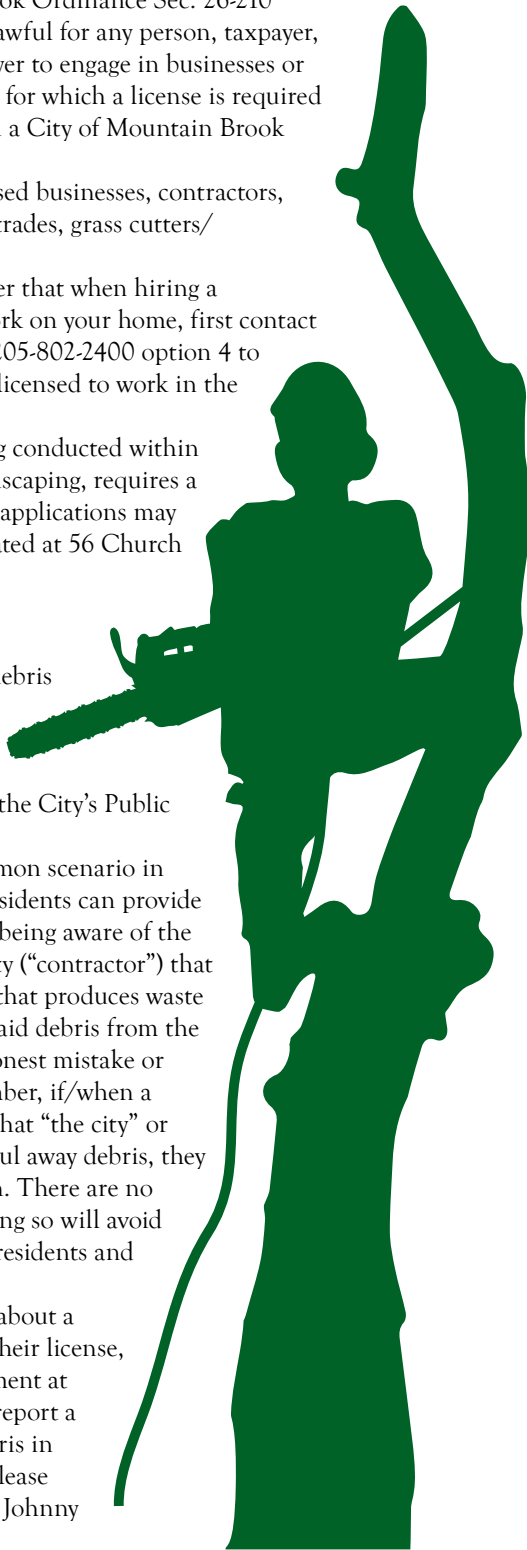 ok Ordinance Sec. 26-210
awful for any person, taxpayer,
yer to engage in businesses or
for which a license is required
a City of Mountain Brook
sed businesses, contractors,
trades, grass cutters/
er that when hiring a
ork on your home, first contact
205-802-2400 option 4 to
licensed to work in the
g conducted within
dscaping, requires a
applications may
ated at 56 Church
debris
the City’s Public
mon scenario in
sidents can provide
being aware of the
ty (“contractor”) that
that produces waste
aid debris from the
onest mistake or
ber, if/when a
hat “the city” or
ul away debris, they
. There are no
ng so will avoid
residents and
about a
heir license,
ment at
report a
ris in
lease
Johnny